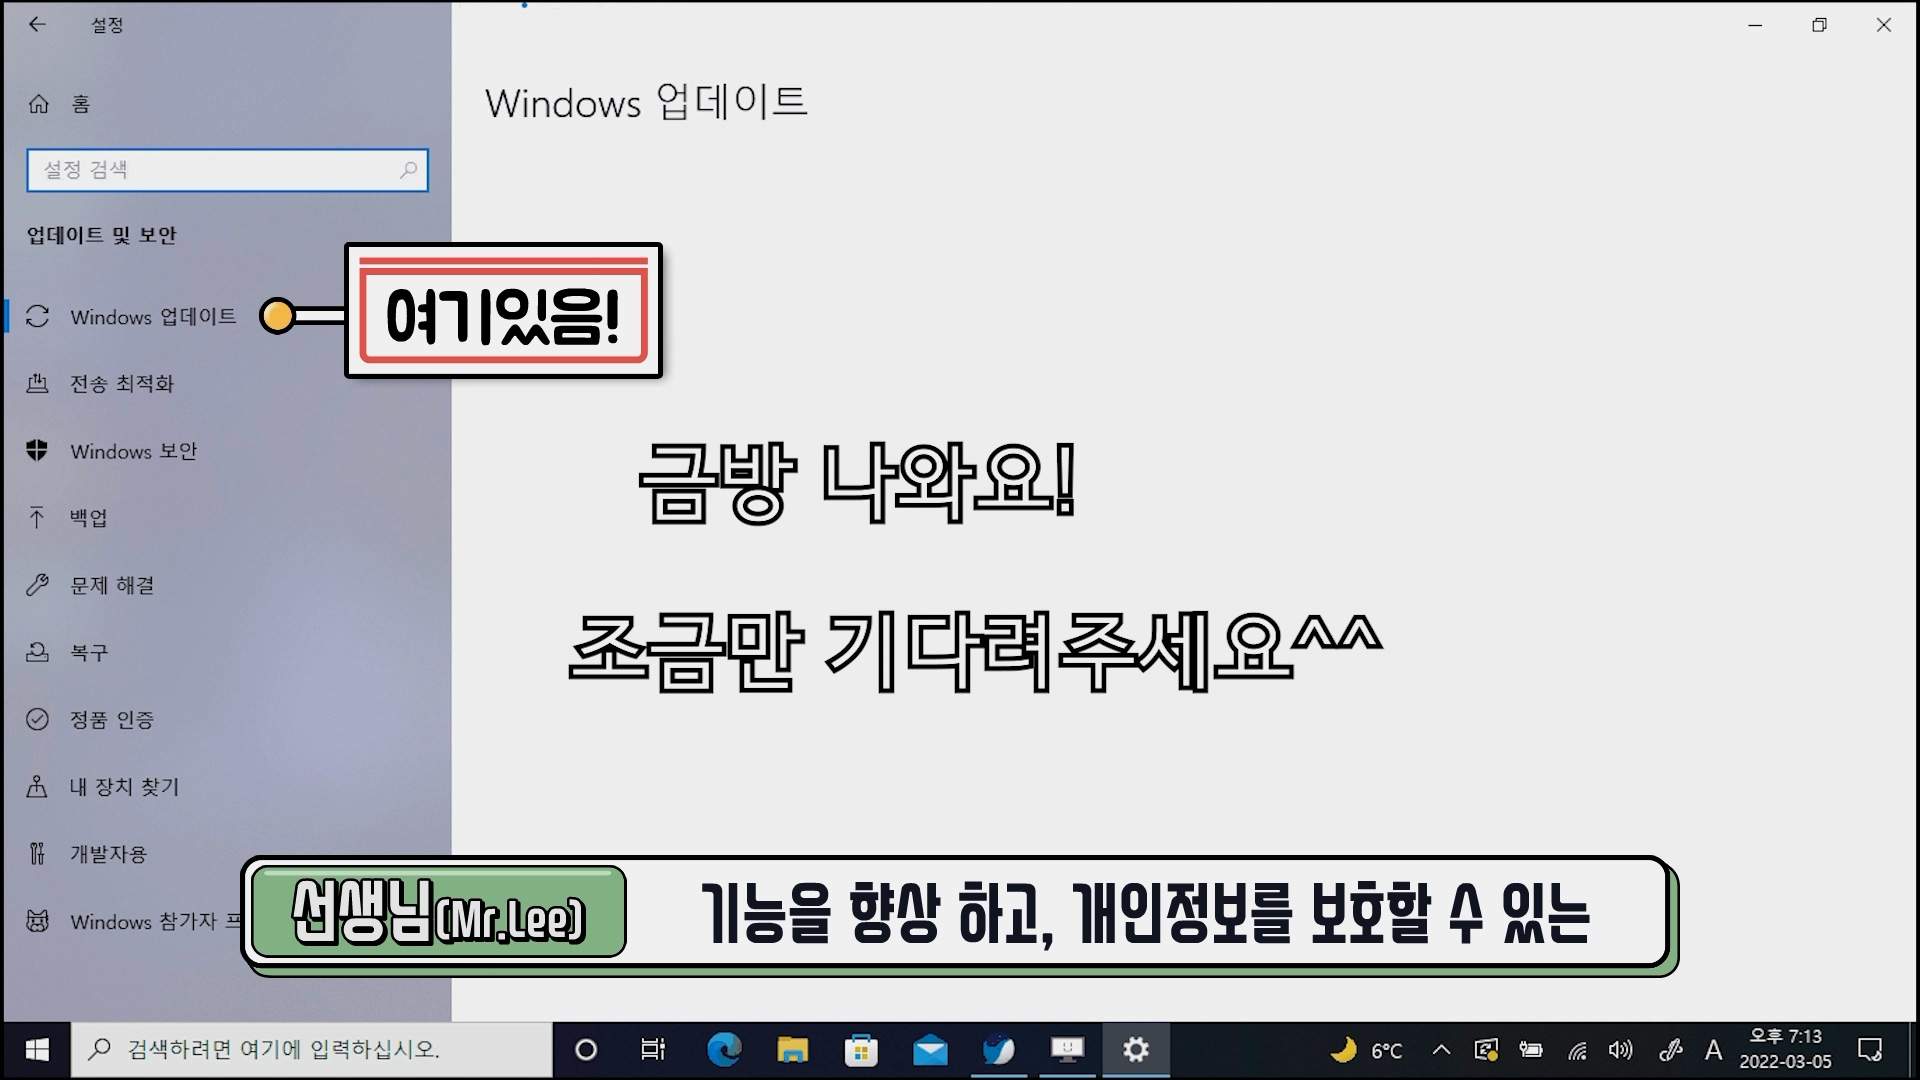 설정
홈
설정 검색
업데이트 및 보안
Windows 업데이트
전송 최적화
Windows 보안
백업
문제 해결
복구
정품 인증
내 장치 찾기
개발자용
Windows 참가자 프
Windows 업데이트
여기있음!
금방 나와요!
조금만 기다려주세요^^
선생님(Mr.Lee)
기능을 향상 하고, 개인정보를 보호할 수 있는
검색하려면 여기에 입력하십시오.
6°C
A
오후 7:13
2022-03-05